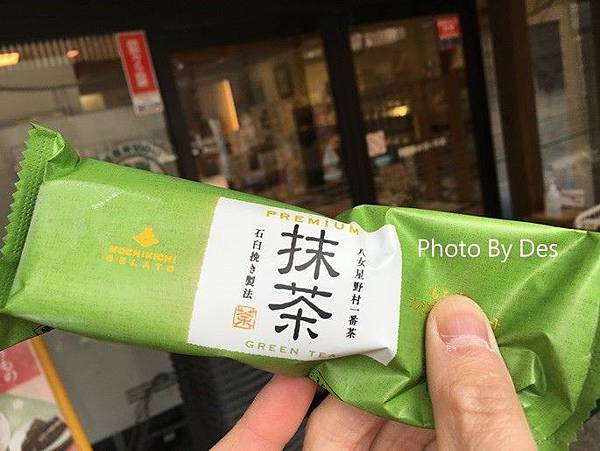 MOCHIMICHI
GELATO
PREMIUM
抹茶
八女星野村一番茶
石臼挽き製法
茶
GREEN TEA
Photo By Des